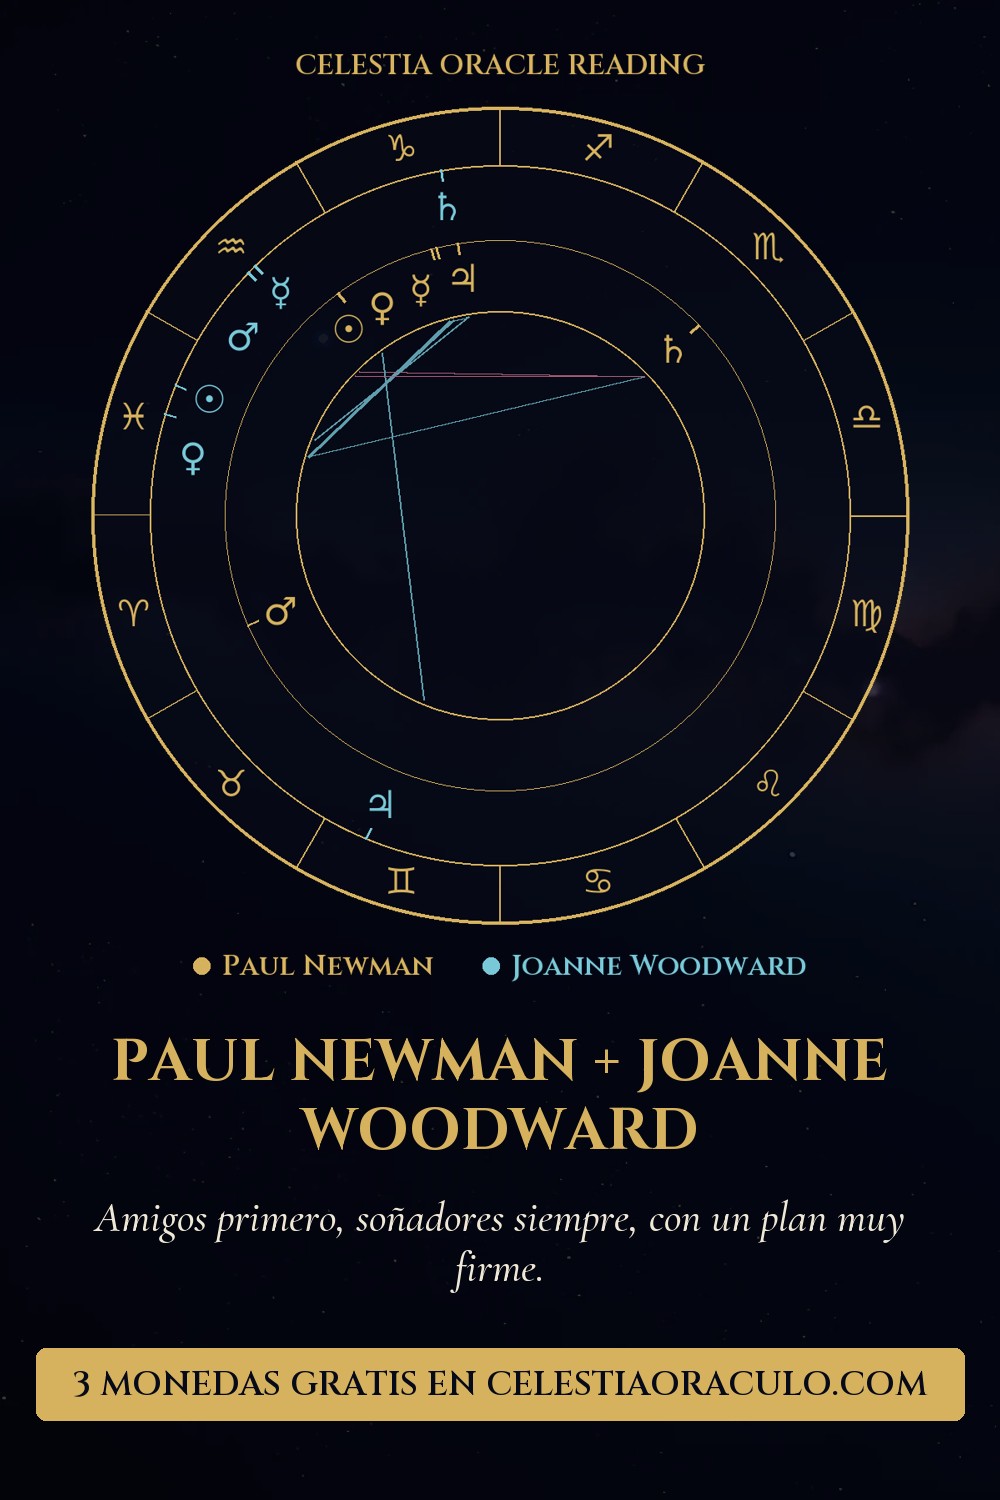 CELESTIA ORACLE READING
PAUL NEWMAN
JOANNE WOODWARD
PAUL NEWMAN + JOANNE
WOODWARD
Amigos primero, soñadores siempre, con un plan muy
firme.
3 MONEDAS GRATIS EN CELESTIAORACULO.COM